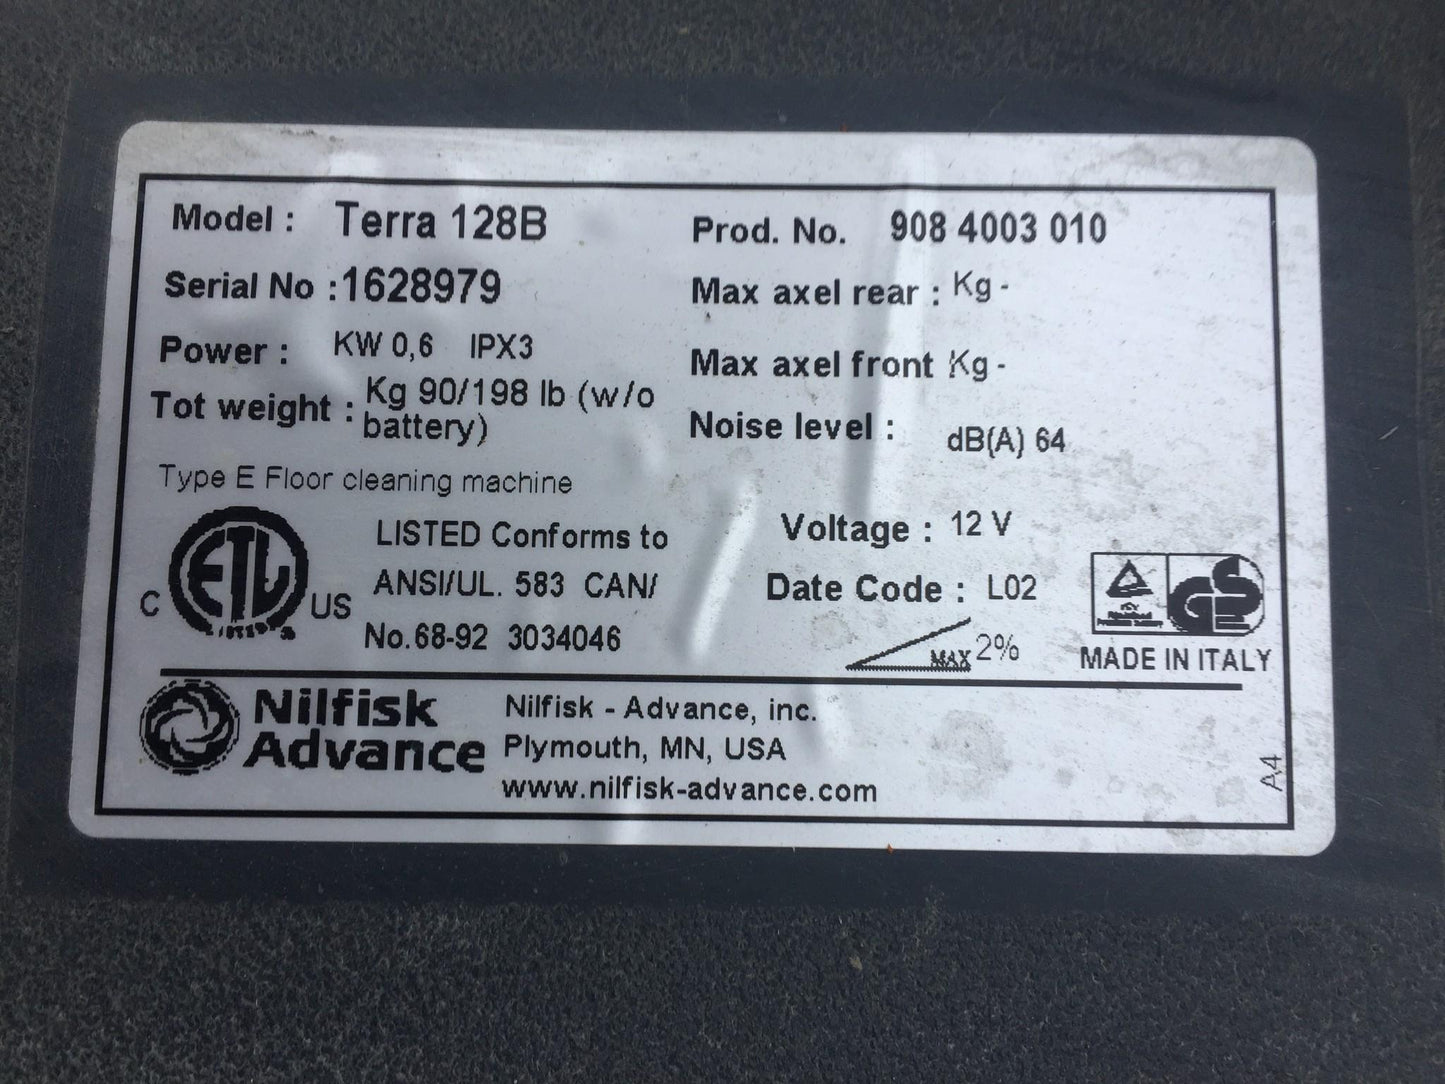 Model : Terra 128B
Prod. No. 908 4003 010
Serial No : 1628979
Max axel rear : Kg -
Power : KW 0,6 IPX3
Max axel front Kg -
Tot weight : Kg 90/198 lb (w/o
battery)
Noise level : dB(A) 64
Type E Floor cleaning machine
C ETL US
LISTED Conforms to
ANSI/UL. 583 CAN/
No.68-92 3034046
Voltage : 12 V
Date Code : L02
MAX 2%
GS
MADE IN ITALY
Nilfisk
Advance
Nilfisk - Advance, inc.
Plymouth, MN, USA
www.nilfisk-advance.com
A4